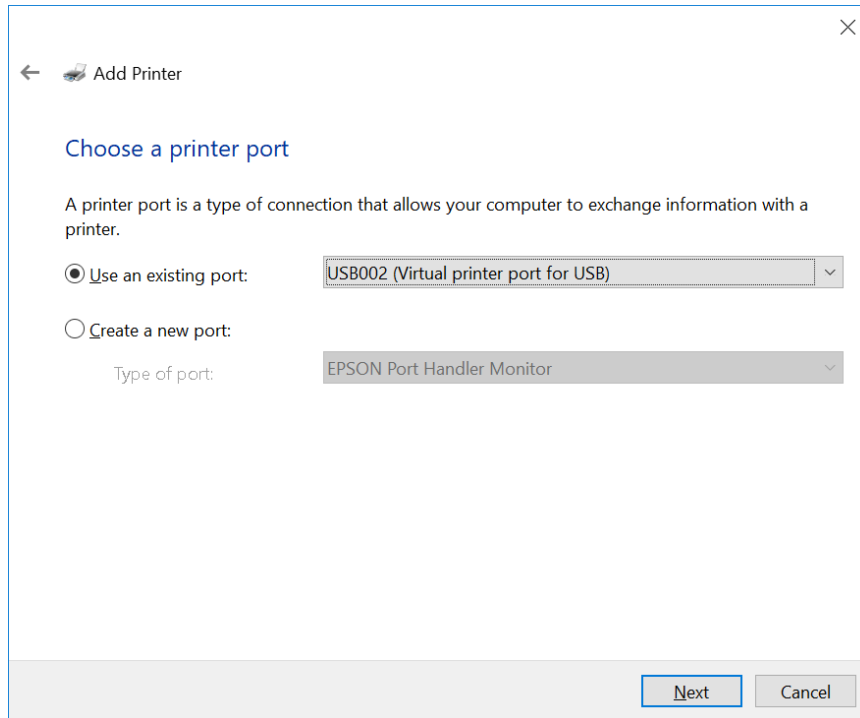 Add Printer
Choose a printer port
A printer port is a type of connection that allows your computer to exchange information with a
printer.
Use an existing port: USB002 (Virtual printer port for USB)
Create a new port:
Type of port: EPSON Port Handler Monitor
Next Cancel